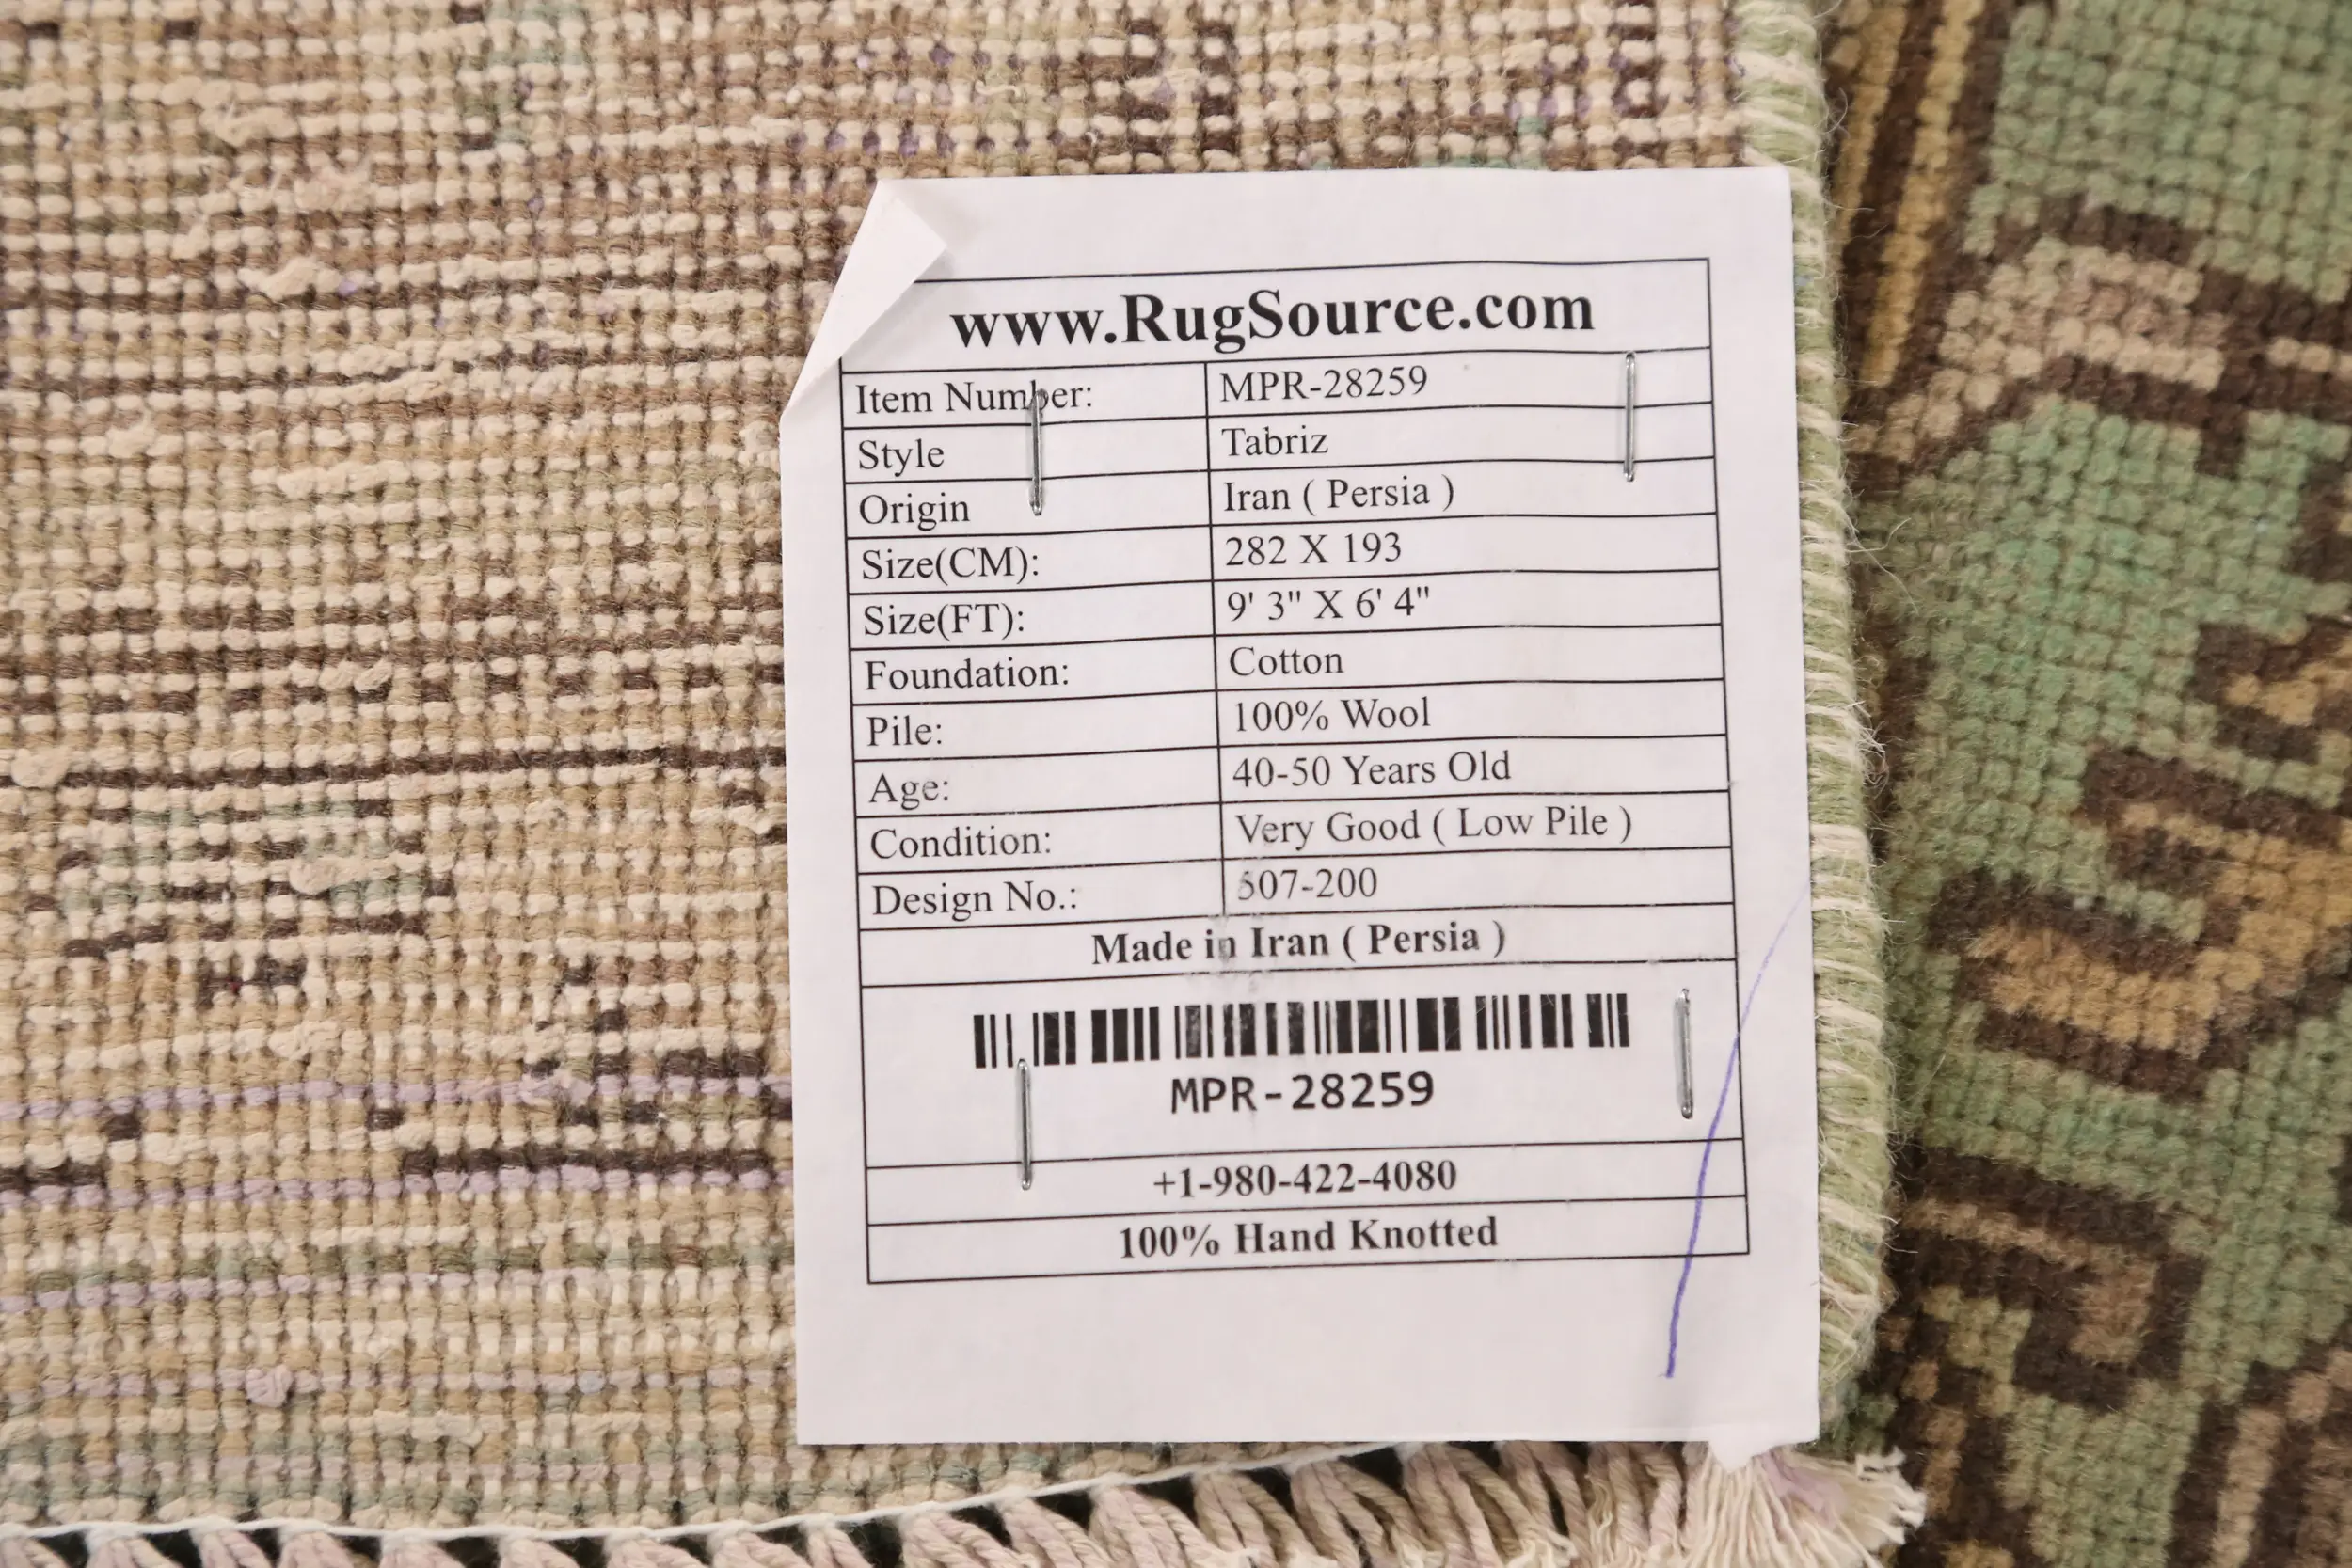 www.RugSource.com
Item Number: MPR-28259
Style Tabriz
Origin Iran ( Persia )
Size(CM): 282 X 193
Size(FT): 9' 3" X 6' 4"
Foundation: Cotton
Pile: 100% Wool
Age: 40-50 Years Old
Condition: Very Good ( Low Pile )
Design No.: 507-200
Made in Iran ( Persia )
MPR-28259
+1-980-422-4080
100% Hand Knotted